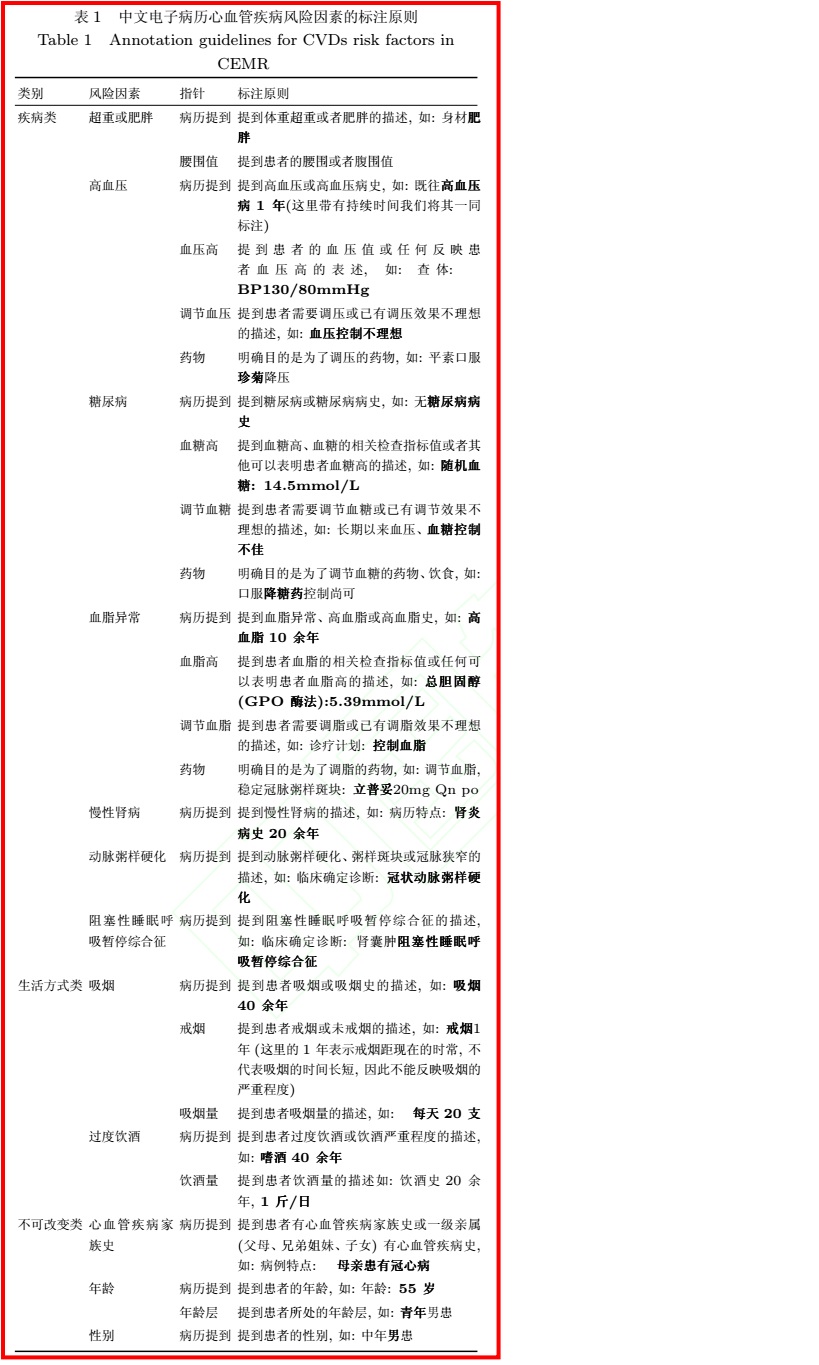 表 1 中文电子病历心血管疾病风险因素的标注原则
Table 1 Annotation guidelines for CVDs risk factors in
CEMR
类别 风险因素 指针 标注原则
疾病类 超重或肥胖 病历提到 提到体重超重或者肥胖的描述, 如: 身材肥
胖
腰围值 提到患者的腰围或者腹围值
高血压 病历提到 提到高血压或高血压病史, 如: 既往高血压
病 1 年(这里带有持续时间我们将其一同
标注)
血压高 提到患者的血压值或任何反映患
者血压高的表述, 如: 查体:
BP130/80mmHg
调节血压 提到患者需要调压或已有调压效果不理想
的描述, 如: 血压控制不理想
药物 明确目的是为了调压的药物, 如: 平素口服
珍菊降压
糖尿病 病历提到 提到糖尿病或糖尿病病史, 如: 无糖尿病病
史
血糖高 提到血糖高、血糖的相关检查指标值或者其
他可以表明患者血糖高的描述, 如: 随机血
糖: 14.5mmol/L
调节血糖 提到患者需要调节血糖或已有调节效果不
理想的描述, 如: 长期以来血压、血糖控制
不佳
药物 明确目的是为了调节血糖的药物、饮食, 如:
口服降糖药控制尚可
血脂异常 病历提到 提到血脂异常、高血脂或高血脂史, 如: 高
血脂 10 余年
血脂高 提到患者血脂的相关检查指标值或任何可
以表明患者血脂高的描述, 如: 总胆固醇
(GPO 酶法):5.39mmol/L
调节血脂 提到患者需要调脂或已有调脂效果不理想
的描述, 如: 诊疗计划: 控制血脂
药物 明确目的是为了调脂的药物, 如: 调节血脂,
稳定冠脉粥样斑块: 立普妥20mg Qn po
慢性肾病 病历提到 提到慢性肾病的描述, 如: 病历特点: 肾炎
病史 20 余年
动脉粥样硬化 病历提到 提到动脉粥样硬化、粥样斑块或冠脉狭窄的
描述, 如: 临床确定诊断: 冠状动脉粥样硬
化
阻塞性睡眠呼 病历提到 提到阻塞性睡眠呼吸暂停综合征的描述,
吸暂停综合征 如: 临床确定诊断: 肾囊肿阻塞性睡眠呼
吸暂停综合征
生活方式类 吸烟 病历提到 提到患者吸烟或吸烟史的描述, 如: 吸烟
40 余年
戒烟 提到患者戒烟或未戒烟的描述, 如: 戒烟1
年 (这里的 1 年表示戒烟距现在的时常, 不
代表吸烟的时间长短, 因此不能反映吸烟的
严重程度)
吸烟量 提到患者吸烟量的描述, 如: 每天 20 支
过度饮酒 病历提到 提到患者过度饮酒或饮酒严重程度的描述,
如: 嗜酒 40 余年
饮酒量 提到患者饮酒量的描述如: 饮酒史 20 余
年, 1 斤/日
不可改变类 心血管疾病家 病历提到 提到患者有心血管疾病家族史或一级亲属
族史 (父母、兄弟姐妹、子女) 有心血管疾病史,
如: 病例特点: 母亲患有冠心病
年龄 病历提到 提到患者的年龄, 如: 年龄: 55 岁
年龄层 提到患者所处的年龄层, 如: 青年男患
性别 病历提到 提到患者的性别, 如: 中年男患